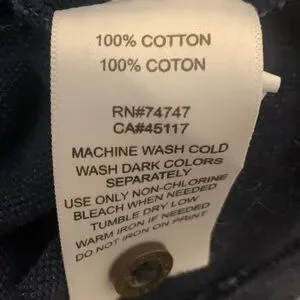 100% COTTON
100% COTON
RN#74747
CA#45117
MACHINE WASH COLD
WASH DARK COLORS
SEPARATELY
USE ONLY NON-CHLORINE
BLEACH WHEN NEEDED
TUMBLE DRY LOW
WARM IRON IF NEEDED
DO NOT IRON ON PRINT